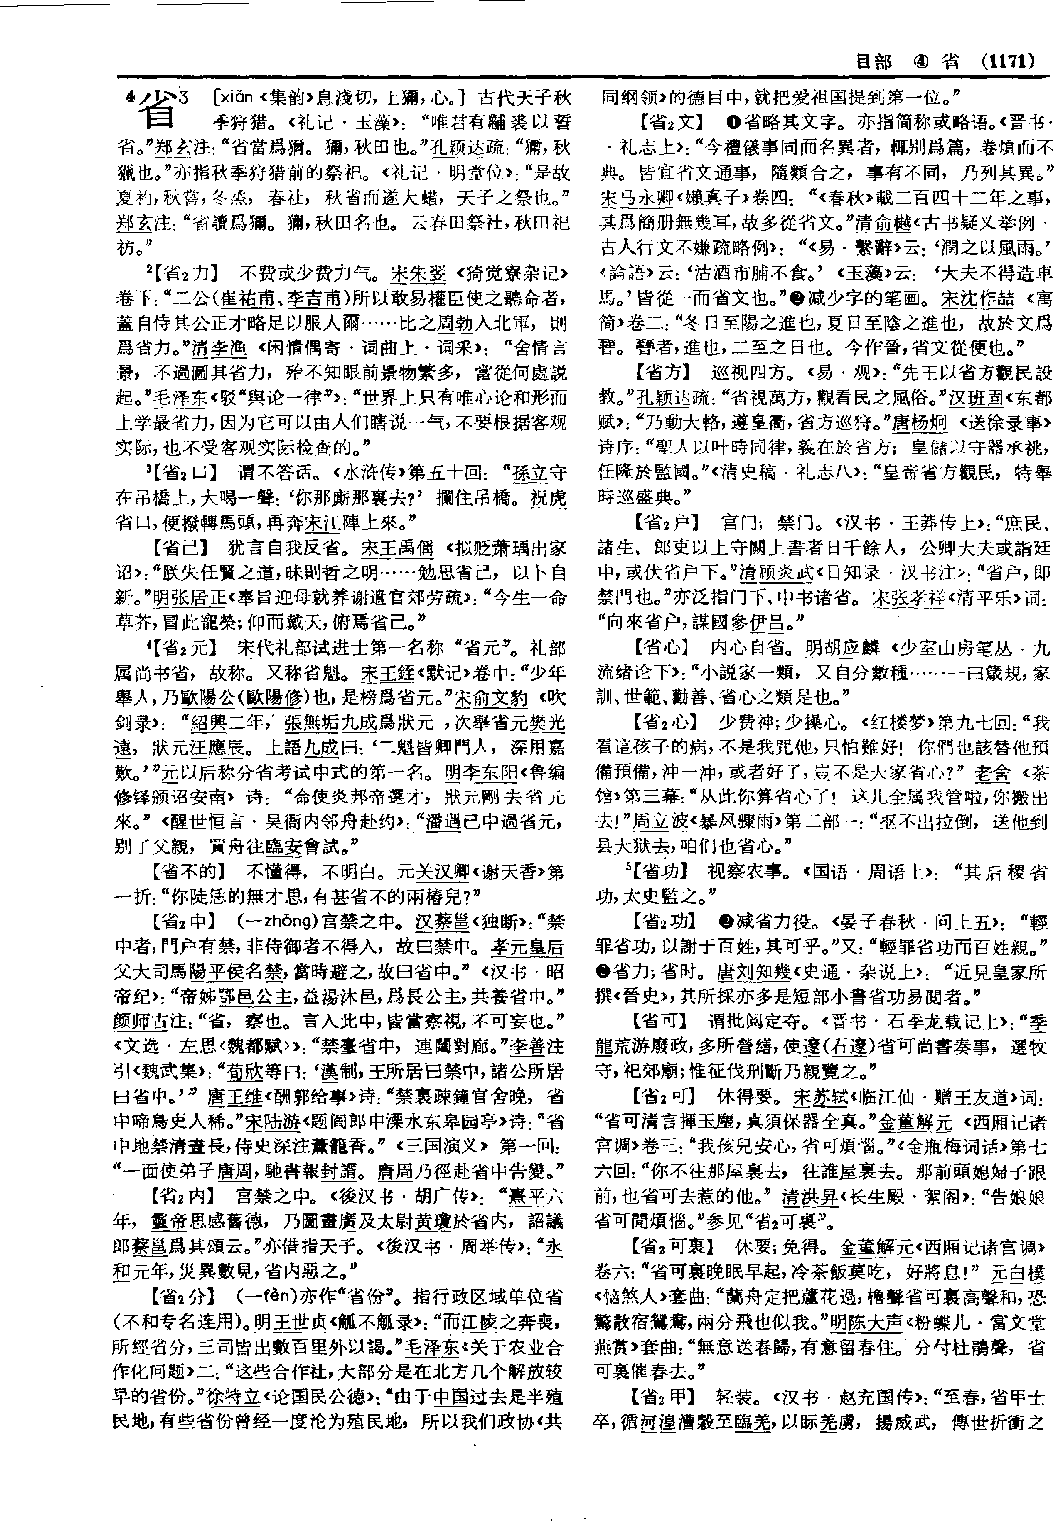 目部 ④ 省 (1171)
⁴省³ [xiǎn《集韵》息淺切，上獮，心。] 古代天子秋
季狩猎。《礼记·玉藻》：“唯君有黼裘以誓
省。”郑玄注：“省當爲獮。獮，秋田也。”孔颖达疏：“獮，秋
獵也。”亦指秋季狩猎前的祭祀。《礼记·明堂位》：“是故
夏礿，秋嘗，冬烝，春社，秋省而遂大蜡，天子之祭也。”
郑玄注：“省讀爲獮。獮，秋田名也。云春田祭社，秋田祀
祊。”
²【省₂力】 不费或少费力气。宋朱翌《猗觉寮杂记》
卷下：“二公(崔祐甫、李吉甫)所以敢易權臣使之聽命者，
蓋自恃其公正才略足以服人爾……比之周勃入北軍，則
爲省力。”清李渔《闲情偶寄·词曲上·词采》：“舍情言
景，不過圖其省力，殊不知眼前景物繁多，當從何處説
起。”毛泽东《驳“舆论一律”》：“世界上只有唯心论和形而
上学最省力，因为它可以由人们瞎说一气，不要根据客观
实际，也不受客观实际检查的。”
³【省₂口】 谓不答话。《水浒传》第五十回：“孫立守
在吊橋上，大喝一聲：‘你那厮那裏去?’攔住吊橋。祝虎
省口，便撥轉馬頭，再奔宋江陣上來。”
【省己】 犹言自我反省。宋王禹偁《拟贬萧瑀出家
诏》：“朕失任賢之道，昧則哲之明……勉思省己，以卜自
新。”明张居正《奉旨迎母就养谢遣官郊劳疏》：“今生一命
草芥，冒此寵榮；仰而戴天，俯焉省己。”
⁴【省₂元】 宋代礼部试进士第一名称“省元”。礼部
属尚书省，故称。又称省魁。宋王銍《默记》卷中：“少年
舉人，乃歐陽公(歐陽修)也，是榜爲省元。”宋俞文豹《吹
剑录》：“紹興二年，張無垢九成爲狀元，次舉省元樊光
遠，狀元汪應辰。上語九成曰：‘二魁皆卿門人，深用嘉
歎。’”元以后称分省考试中式的第一名。明李东阳《鲁编
修铎颁诏安南》诗：“命使炎邦帝選才，狀元剛去省元
來。”《醒世恒言·吴衙内邻舟赴约》：“潘遇已中過省元，
别了父親，買舟往臨安會試。”
【省不的】 不懂得，不明白。元关汉卿《谢天香》第
一折：“你陡恁的無才思，有甚省不的兩樁兒?”
【省₂中】 (—zhōng)宫禁之中。汉蔡邕《独断》：“禁
中者，門户有禁，非侍御者不得入，故曰禁中。孝元皇后
父大司馬陽平侯名禁，當時避之，故曰省中。”《汉书·昭
帝纪》：“帝姊鄂邑公主，益湯沐邑，爲長公主，共養省中。”
颜师古注：“省，察也。言入此中，皆當察視，不可妄也。”
《文选·左思〈魏都赋〉》：“禁臺省中，連闥對廊。”李善注
引《魏武集》：“荀欣等曰：‘漢制，王所居曰禁中，諸公所居
曰省中。’” 唐王维《酬郭给事》诗：“禁裏疎鐘官舍晚，省
中啼鳥吏人稀。”宋陆游《题阎郎中溧水东皋园亭》诗：“省
中地禁清晝長，侍史深注薰籠香。”《三国演义》第一回：
“一面使弟子唐周，馳書報封諝。唐周乃徑赴省中告變。”
【省₂内】 宫禁之中。《後汉书·胡广传》：“熹平六
年，靈帝思感舊德，乃圖畫廣及太尉黄瓊於省内，詔議
郎蔡邕爲其頌云。”亦借指天子。《後汉书·周举传》：“永
和元年，災異數見，省内惡之。”
【省₂分】 (—fèn)亦作“省份”。指行政区域单位省
(不和专名连用)。明王世贞《觚不觚录》：“而江陵之奔喪，
所經省分，三司皆出數百里外以謁。”毛泽东《关于农业合
作化问题》二：“这些合作社，大部分是在北方几个解放较
早的省份。”徐特立《论国民公德》：“由于中国过去是半殖
民地，有些省份曾经一度沦为殖民地，所以我们政协《共
同纲领》的德目中，就把爱祖国提到第一位。”
【省₂文】 ❶省略其文字。亦指简称或略语。《晋书·
礼志上》：“今禮儀事同而名異者，輒别爲篇，卷煩而不
典。皆宜省文通事，隨類合之，事有不同，乃列其異。”
宋马永卿《嬾真子》卷四：“《春秋》載二百四十二年之事，
其爲簡册無幾耳，故多從省文。”清俞樾《古书疑义举例·
古人行文不嫌疏略例》：“《易·繫辭》云：‘潤之以風雨。’
《論語》云：‘沽酒市脯不食。’《玉藻》云：‘大夫不得造車
馬。’皆從一而省文也。”❷减少字的笔画。宋沈作喆《寓
简》卷二：“冬日至陽之進也，夏日至陰之進也，故於文爲
㬜。㬜者，進也，二至之日也。今作晉，省文從便也。”
【省方】 巡视四方。《易·观》：“先王以省方觀民設
教。”孔颖达疏：“省視萬方，觀看民之風俗。”汉班固《东都
赋》：“乃動大輅，遵皇衢，省方巡狩。”唐杨炯《送徐录事》
诗序：“聖人以叶時同律，義在於省方；皇儲以守器承祧，
任隆於監國。”《清史稿·礼志八》：“皇帝省方觀民，特舉
時巡盛典。”
【省₂户】 宫门；禁门。《汉书·王莽传上》：“庶民、
諸生、郎吏以上守闕上書者日千餘人，公卿大夫或詣廷
中，或伏省户下。”清顾炎武《日知录·汉书注》：“省户，即
禁門也。”亦泛指门下、中书诸省。宋张孝祥《清平乐》词：
“向來省户，謀國參伊吕。”
【省心】 内心自省。明胡应麟《少室山房笔丛·九
流绪论下》：“小説家一類，又自分數種………一曰箴規，家
訓、世範、勸善、省心之類是也。”
【省₂心】 少费神；少操心。《红楼梦》第九七回：“我
看這孩子的病，不是我咒他，只怕難好！你們也該替他預
備預備，冲一冲，或者好了，豈不是大家省心?”老舍《茶
馆》第三幕：“从此你算省心了！这儿全属我管啦，你搬出
去！”周立波《暴风骤雨》第二部一：“抠不出拉倒，送他到
县大狱去，咱们也省心。”
⁵【省功】 视察农事。《国语·周语上》：“其后稷省
功，太史監之。”
【省₂功】 ❷减省力役。《晏子春秋·问上五》：“輕
罪省功，以謝于百姓，其可乎。”又：“輕罪省功而百姓親。”
❷省力；省时。唐刘知幾《史通·杂说上》：“近見皇家所
撰《晉史》，其所採亦多是短部小書省功易閲者。”
【省可】 谓批阅定夺。《晋书·石季龙载记上》：“季
龍荒游廢政，多所營繕，使邃(石邃)省可尚書奏事，選牧
守，祀郊廟；惟征伐刑斷乃親覽之。”
【省₂可】 休得要。宋苏轼《临江仙·赠王友道》词：
“省可清言揮玉麈，真須保器全真。”金董解元《西厢记诸
宫调》卷三：“我孩兒安心，省可煩惱。”《金瓶梅词话》第七
六回：“你不往那屋裏去，往誰屋裏去。那前頭媳婦子跟
前，也省可去惹的他。” 清洪昇《长生殿·絮阁》：“告娘娘
省可閒煩惱。”参见“省₂可裏”。
【省₂可裏】 休要；免得。金董解元《西厢记诸宫调》
卷六：“省可裏晚眠早起，冷茶飯莫吃，好將息！”元白樸
《恼煞人》套曲：“蘭舟定把蘆花過，櫓聲省可裏高聲和，恐
驚散宿鴛鴦，兩分飛也似我。”明陈大声《粉蝶儿·富文堂
燕赏》套曲：“無意送春歸，有意留春住。分付杜鵑聲，省
可裏催春去。”
【省₂甲】 轻装。《汉书·赵充国传》：“至春，省甲士
卒，循河湟漕穀至臨羌，以眎羌虜，揚威武，傳世折衝之